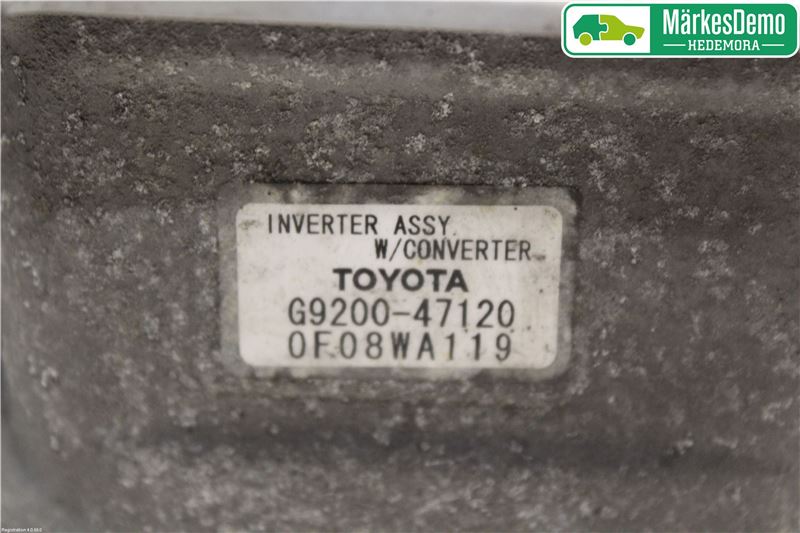 MärkesDemo
HEDEMORA
INVERTER ASSY
W/CONVERTER
TOYOTA
G9200-47120
0F08WA119